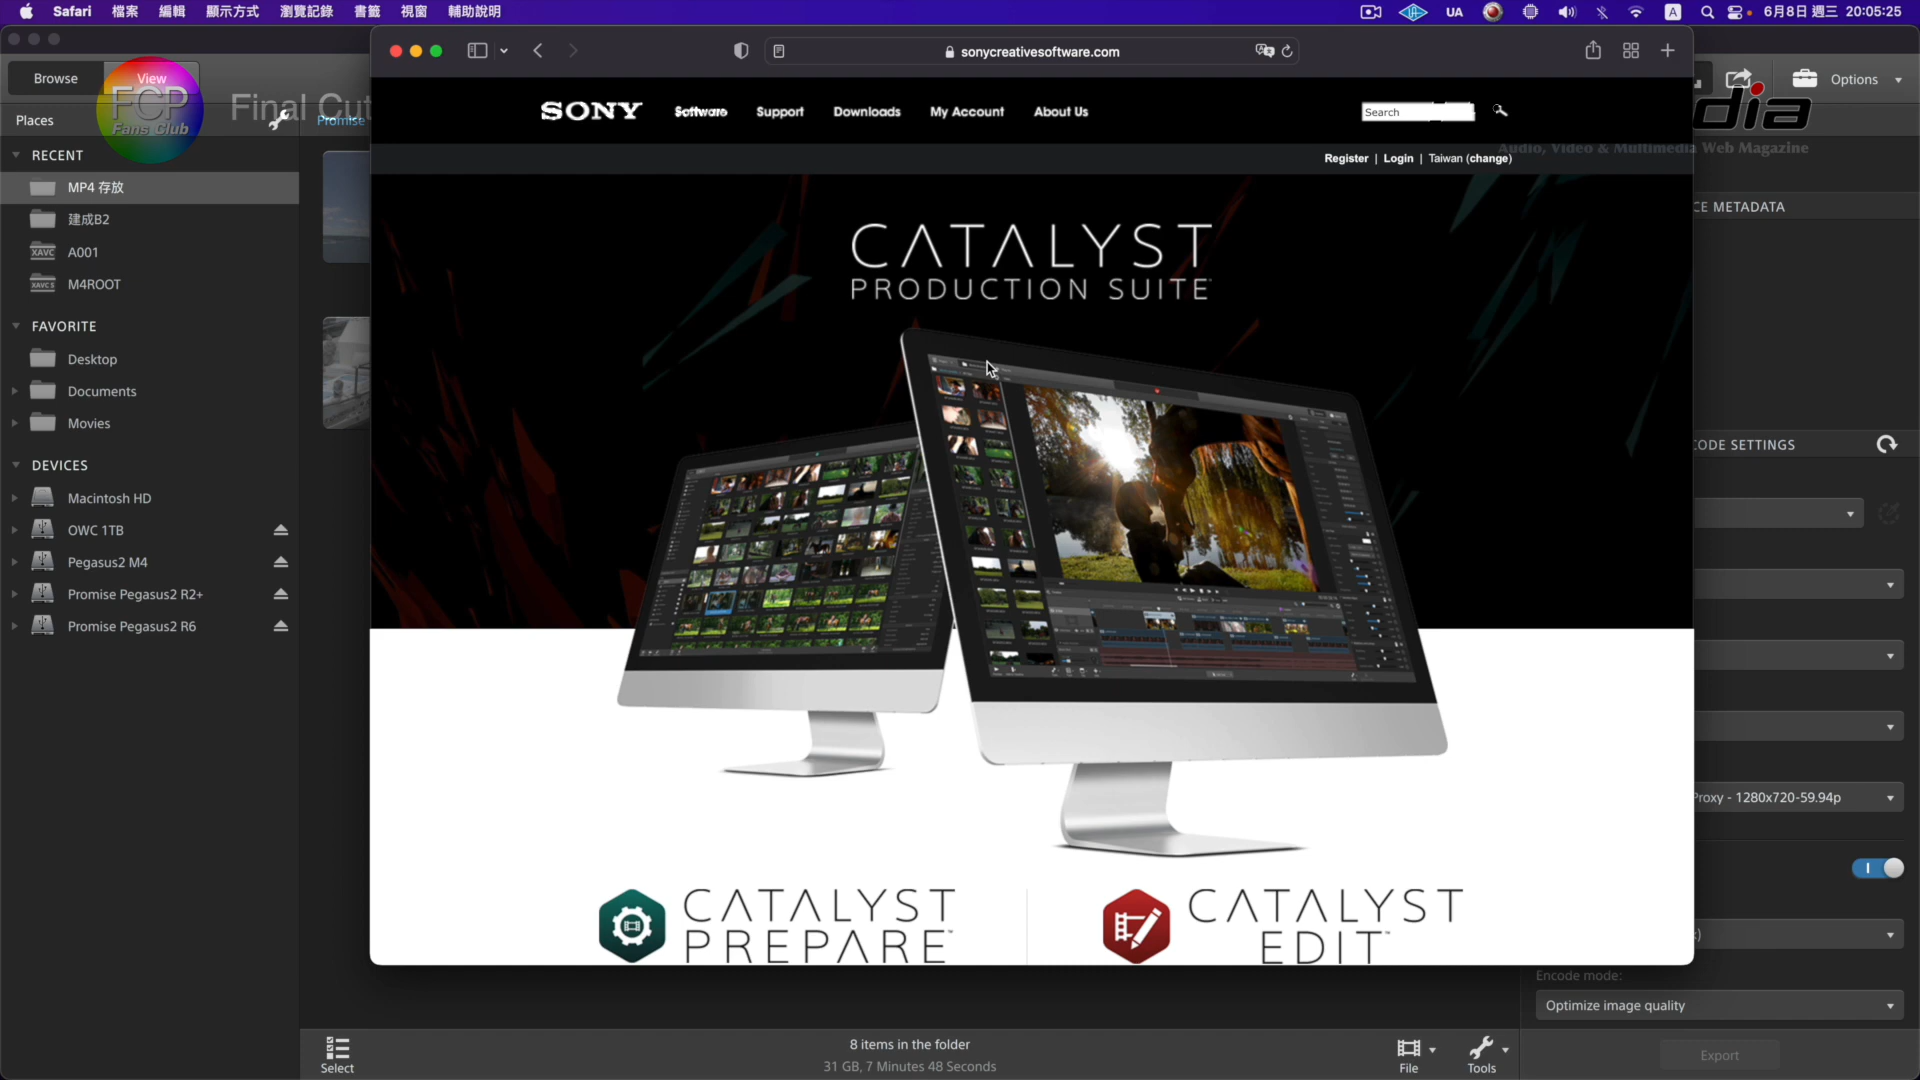 Safari 檔案 編輯 顯示方式 瀏覽記錄 書籤 視窗 輔助說明 UA A 6月8日 週三 20:05:25
sonycreativesoftware.com
Browse View Options
FCP Fans Club
Final Cut
dia
Audio, Video & Multimedia Web Magazine
Places
Promise
SONY Software Support Downloads My Account About Us Search
Register | Login | Taiwan (change)
RECENT
MP4 存放
建成B2
XAVC A001
XAVC S M4ROOT
FAVORITE
Desktop
Documents
Movies
DEVICES
Macintosh HD
OWC 1TB
Pegasus2 M4
Promise Pegasus2 R2+
Promise Pegasus2 R6
CATALYST
PRODUCTION SUITE
CATALYST
PREPARE™
CATALYST
EDIT™
CE METADATA
CODE SETTINGS
Proxy - 1280x720-59.94p
Encode mode:
Optimize image quality
Select
8 items in the folder
31 GB, 7 Minutes 48 Seconds
File
Tools
Export